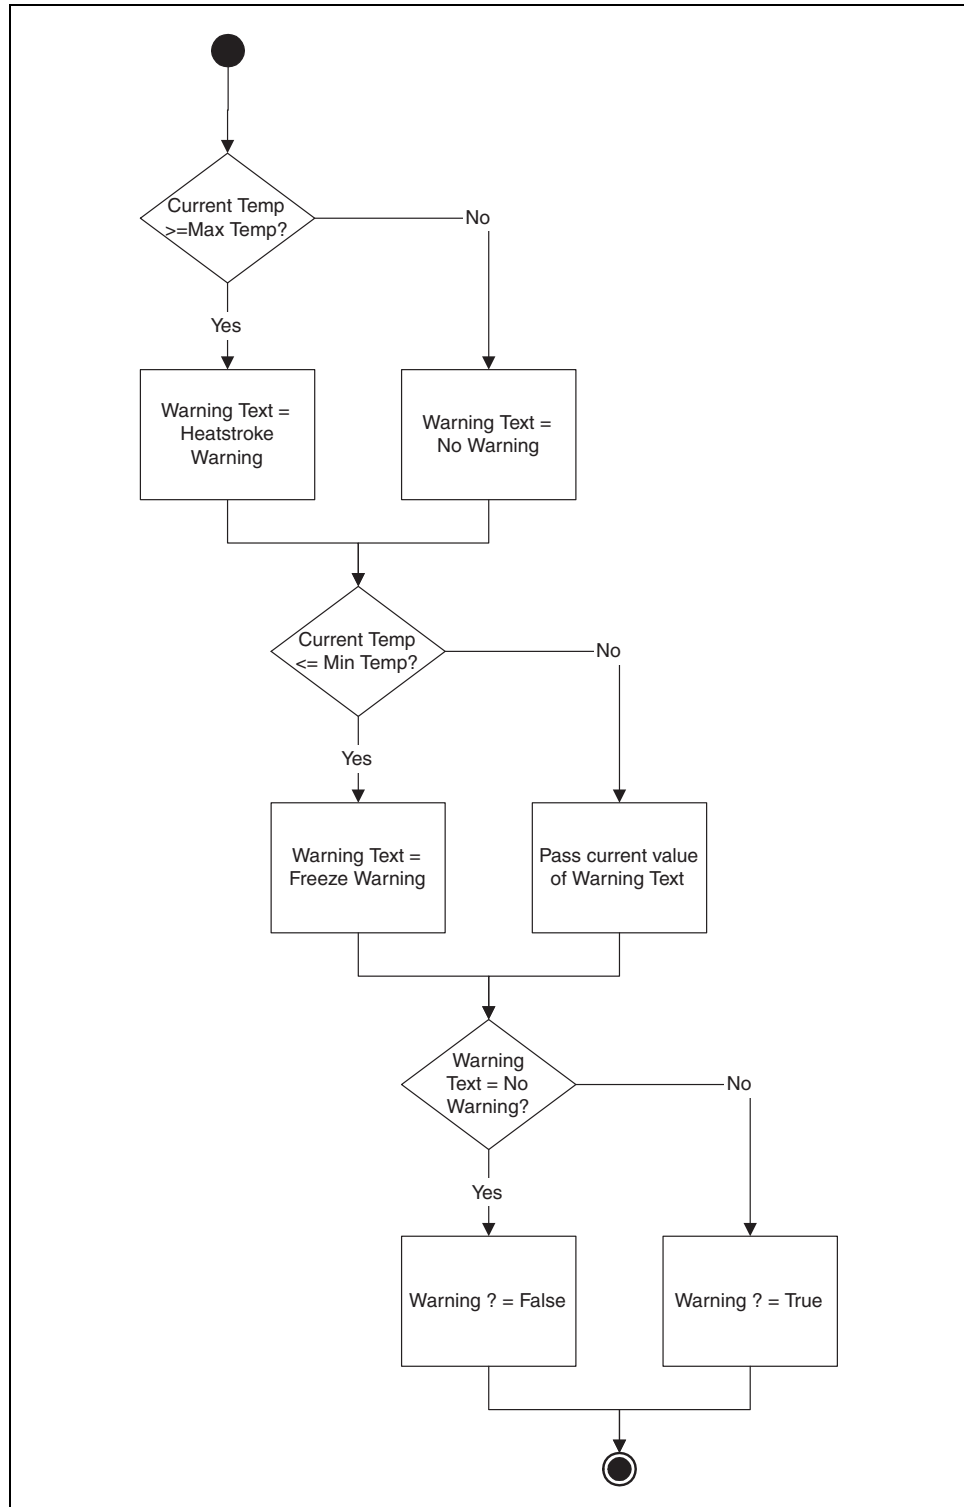 Current Temp
>=Max Temp?
No
Yes
Warning Text =
Heatstroke
Warning
Warning Text =
No Warning
Current Temp
<= Min Temp?
No
Yes
Warning Text =
Freeze Warning
Pass current value
of Warning Text
Warning
Text = No
Warning?
No
Yes
Warning ? = False
Warning ? = True